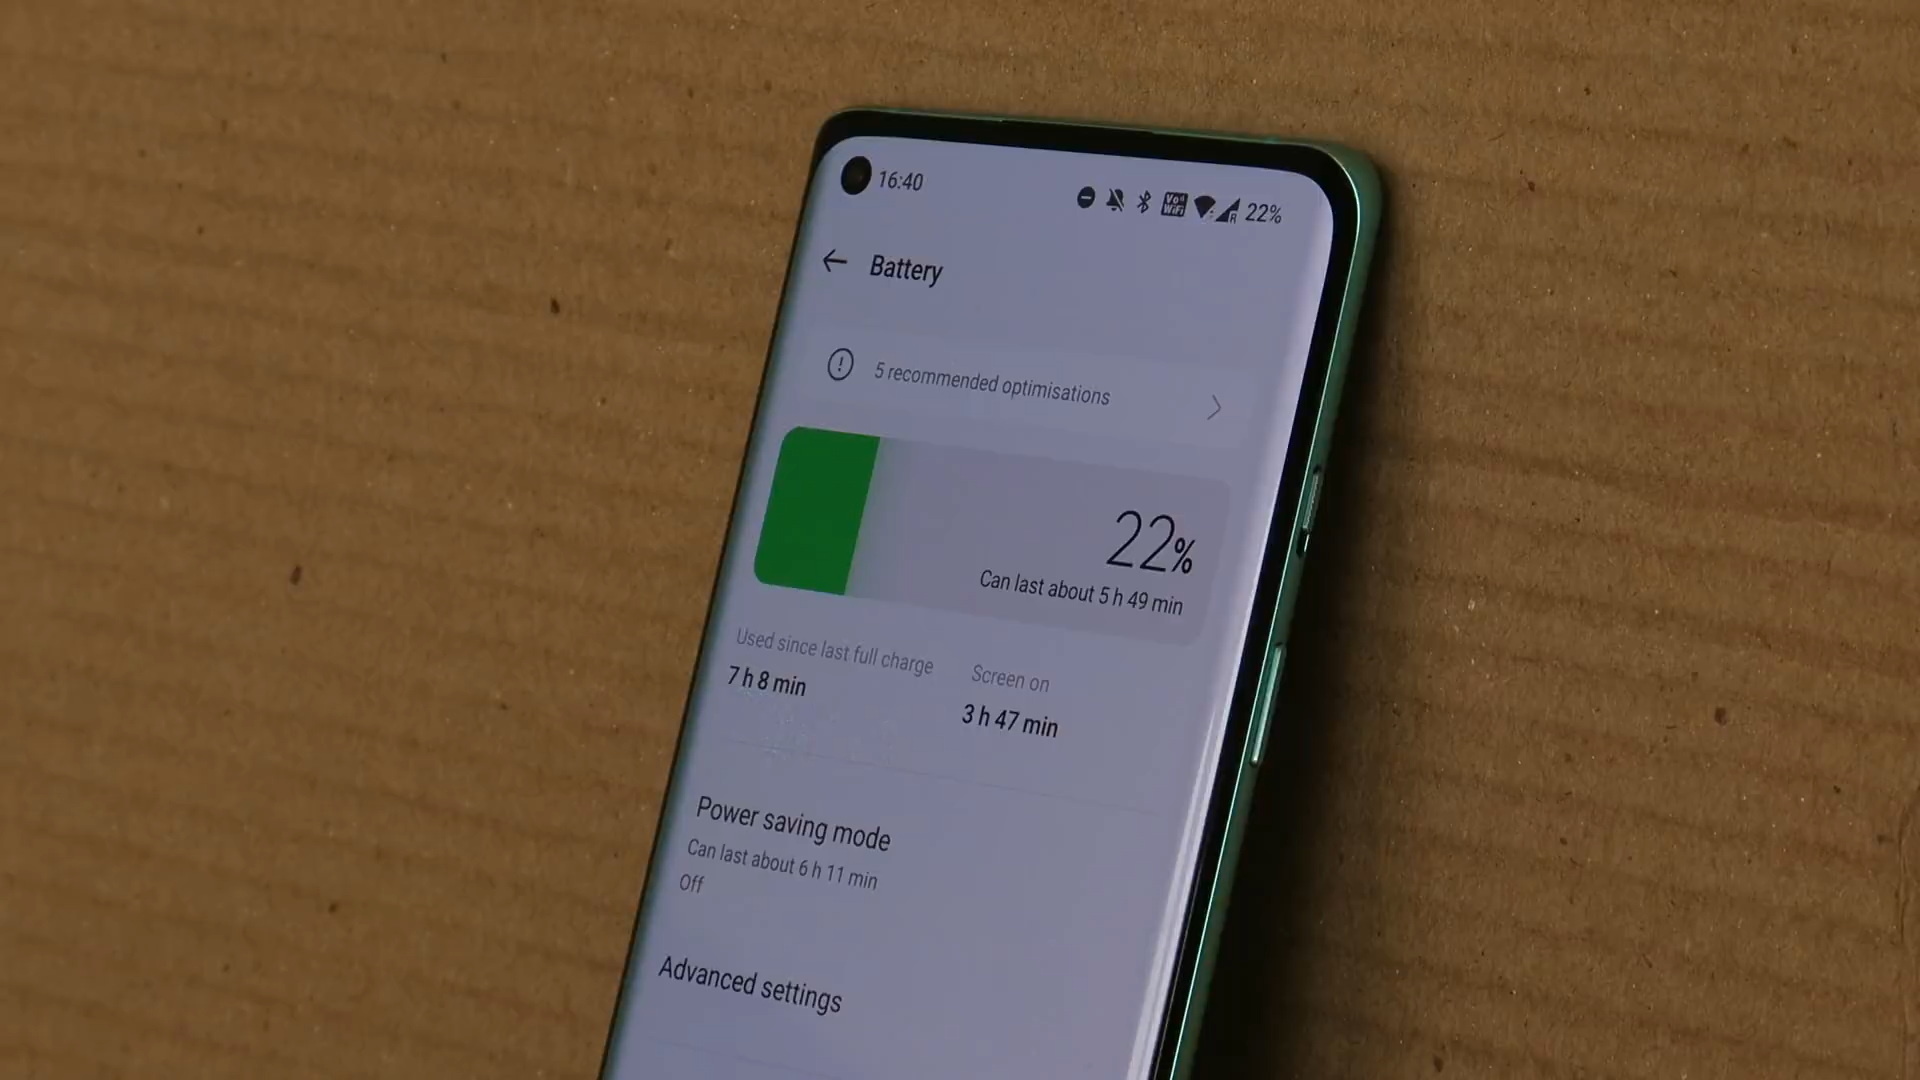 16:40
Vo WiFi R 22%
Battery
5 recommended optimisations
22%
Can last about 5 h 49 min
Used since last full charge
7 h 8 min
Screen on
3 h 47 min
Power saving mode
Can last about 6 h 11 min
Off
Advanced settings